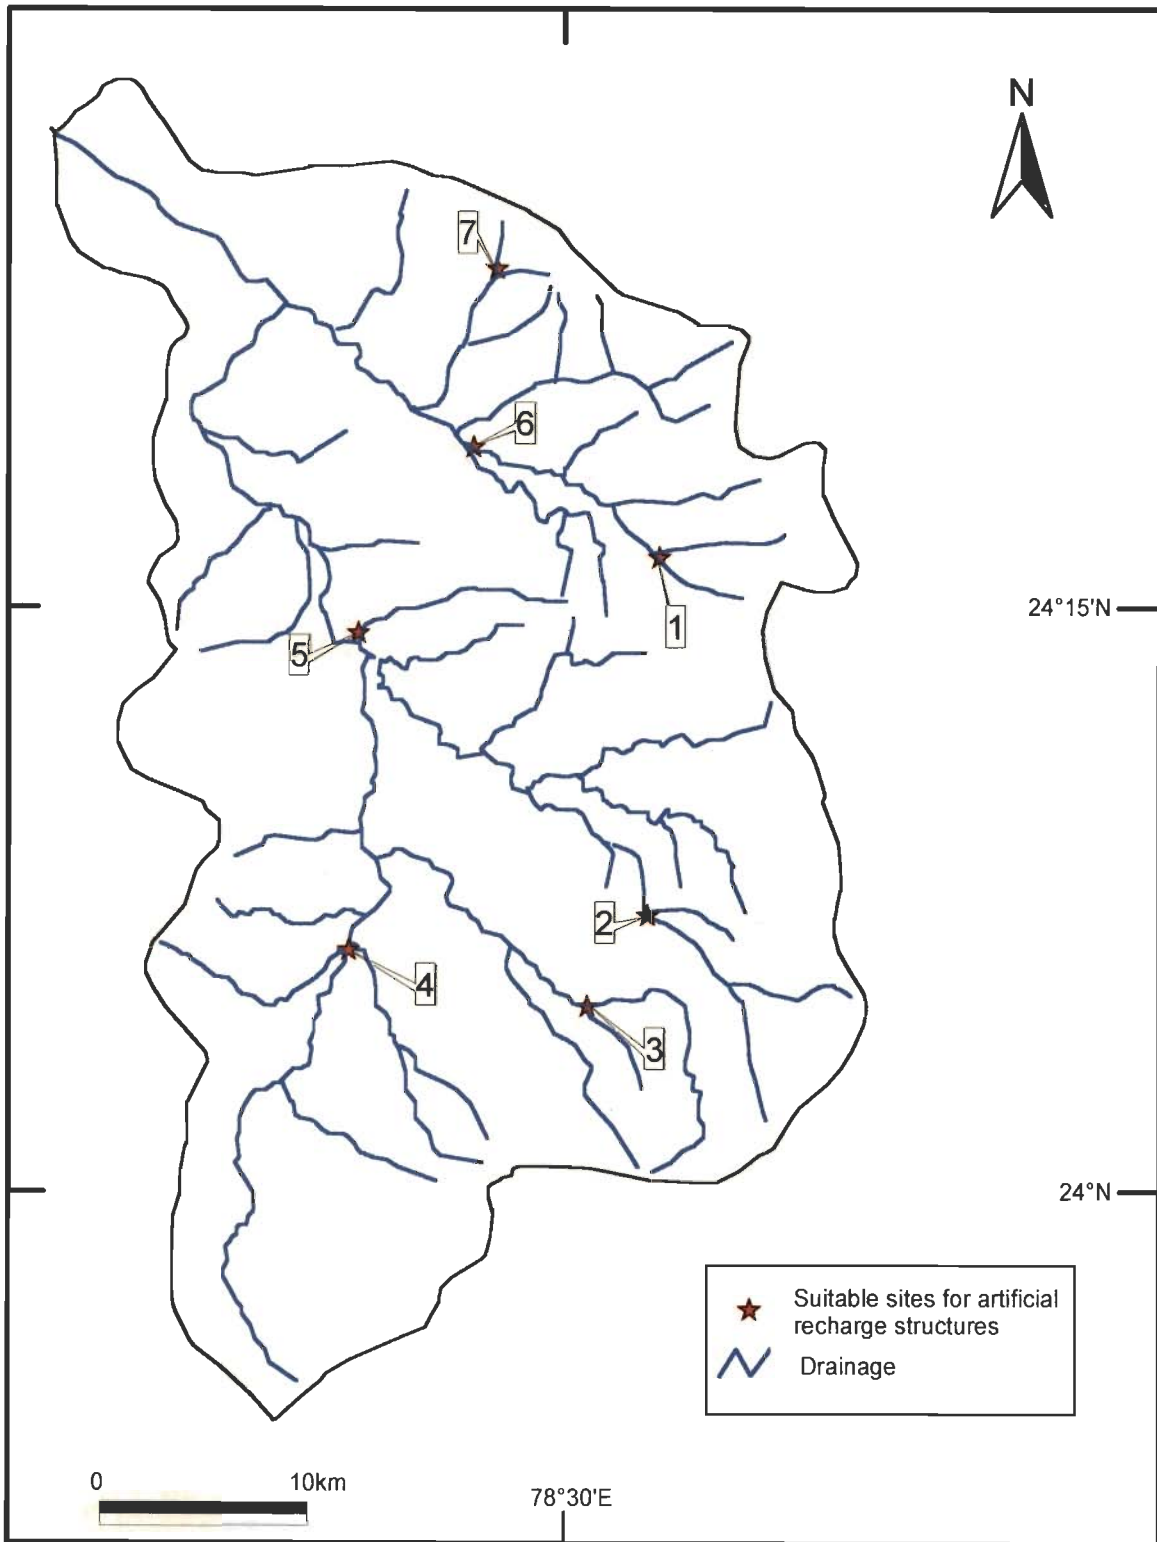 N
7
6
1
24°15'N
5
2
4
3
24°N
Suitable sites for artificial
recharge structures
Drainage
0 10km
78°30'E